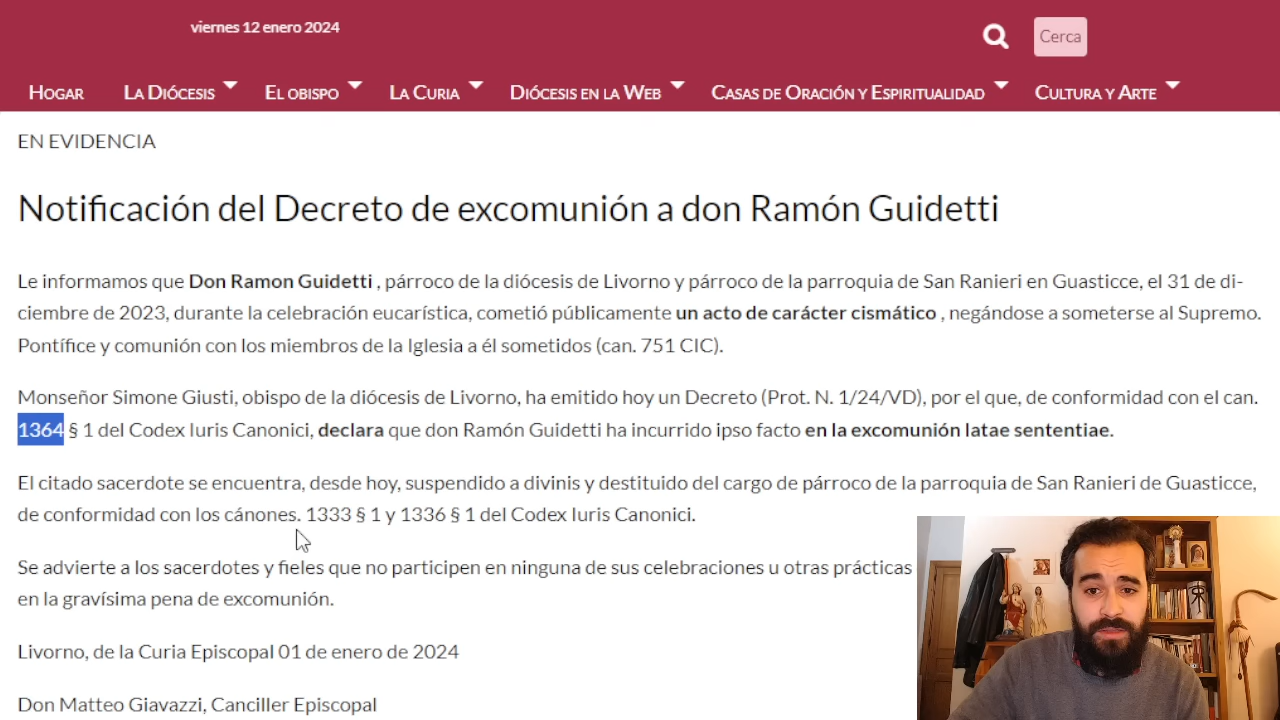 viernes 12 enero 2024
Cerca
Hogar La Diócesis El obispo La Curia Diócesis en la Web Casas de Oración y Espiritualidad Cultura y Arte
EN EVIDENCIA
Notificación del Decreto de excomunión a don Ramón Guidetti
Le informamos que Don Ramon Guidetti , párroco de la diócesis de Livorno y párroco de la parroquia de San Ranieri en Guasticce, el 31 de di-
ciembre de 2023, durante la celebración eucarística, cometió públicamente un acto de carácter cismático , negándose a someterse al Supremo.
Pontífice y comunión con los miembros de la Iglesia a él sometidos (can. 751 CIC).
Monseñor Simone Giusti, obispo de la diócesis de Livorno, ha emitido hoy un Decreto (Prot. N. 1/24/VD), por el que, de conformidad con el can.
1364 § 1 del Codex Iuris Canonici, declara que don Ramón Guidetti ha incurrido ipso facto en la excomunión latae sententiae.
El citado sacerdote se encuentra, desde hoy, suspendido a divinis y destituido del cargo de párroco de la parroquia de San Ranieri de Guasticce,
de conformidad con los cánones. 1333 § 1 y 1336 § 1 del Codex Iuris Canonici.
Se advierte a los sacerdotes y fieles que no participen en ninguna de sus celebraciones u otras prácticas
en la gravísima pena de excomunión.
Livorno, de la Curia Episcopal 01 de enero de 2024
Don Matteo Giavazzi, Canciller Episcopal